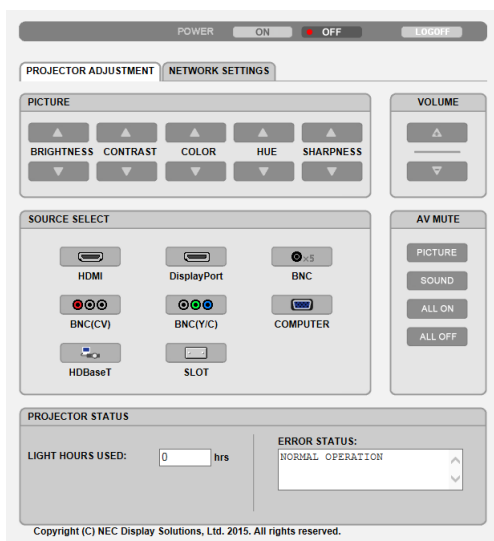 POWER ON OFF LOGOFF
PROJECTOR ADJUSTMENT NETWORK SETTINGS
PICTURE
BRIGHTNESS CONTRAST COLOR HUE SHARPNESS
VOLUME
SOURCE SELECT
HDMI DisplayPort BNC
×5
BNC(CV) BNC(Y/C) COMPUTER
HDBaseT SLOT
AV MUTE
PICTURE
SOUND
ALL ON
ALL OFF
PROJECTOR STATUS
LIGHT HOURS USED: 0 hrs
ERROR STATUS:
NORMAL OPERATION
Copyright (C) NEC Display Solutions, Ltd. 2015. All rights reserved.